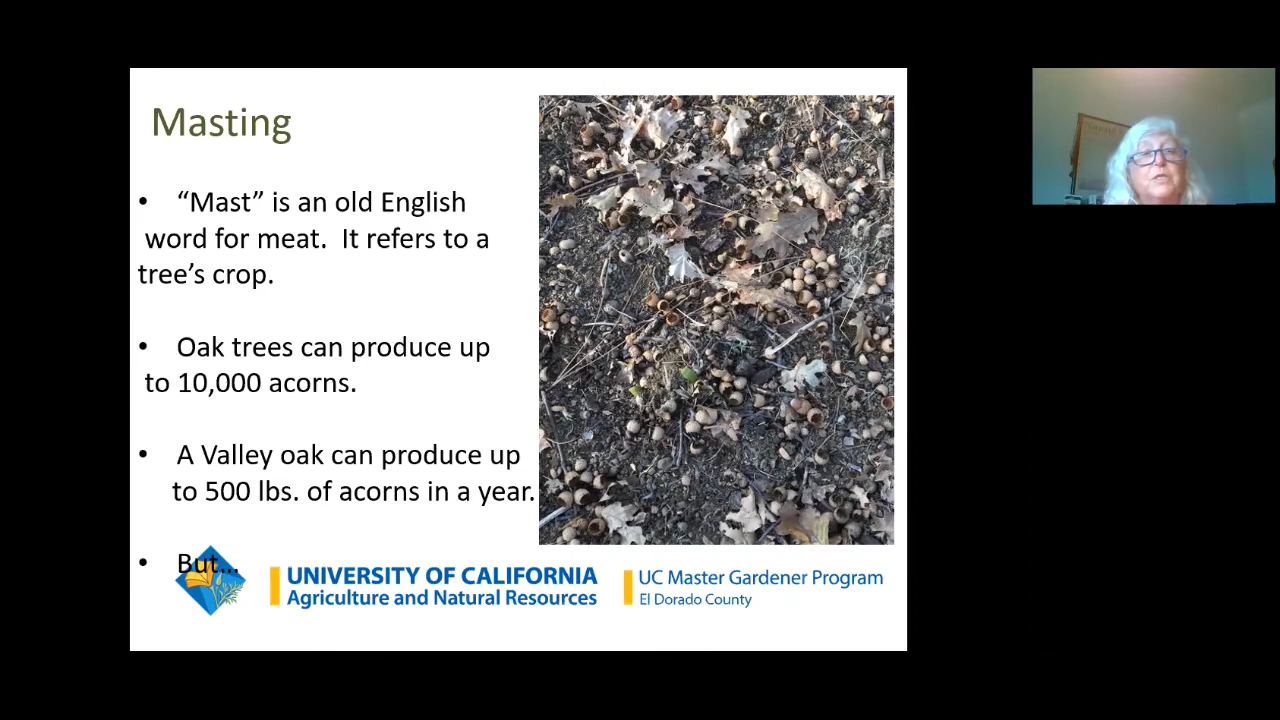 Masting
• “Mast” is an old English
word for meat. It refers to a
tree’s crop.
• Oak trees can produce up
to 10,000 acorns.
• A Valley oak can produce up
to 500 lbs. of acorns in a year.
• But...
UNIVERSITY OF CALIFORNIA
Agriculture and Natural Resources
UC Master Gardener Program
El Dorado County